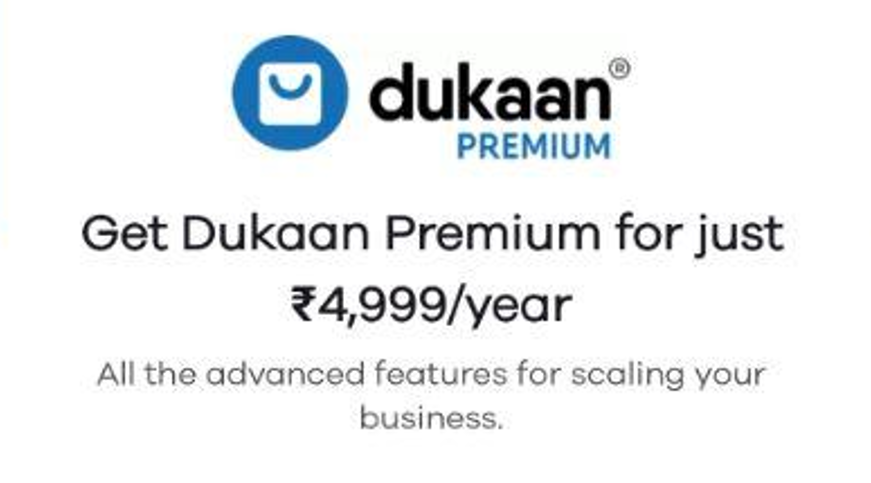 dukaan®
PREMIUM
Get Dukaan Premium for just
₹4,999/year
All the advanced features for scaling your
business.